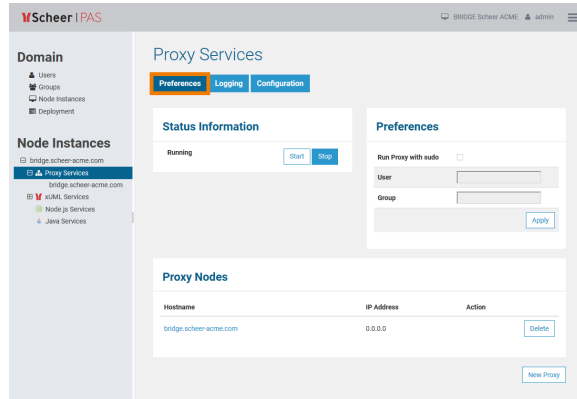 Scheer | PAS
BRIDGE Scheer ACME admin
Domain
Users
Groups
Node Instances
Deployment
Node Instances
bridge.scheer-acme.com
Proxy Services
bridge.scheer-acme.com
xUML Services
Node.js Services
Java Services
Proxy Services
Preferences Logging Configuration
Status Information
Running Start Stop
Preferences
Run Proxy with sudo
User
Group
Apply
Proxy Nodes
Hostname IP Address Action
bridge.scheer-acme.com 0.0.0.0 Delete
New Proxy